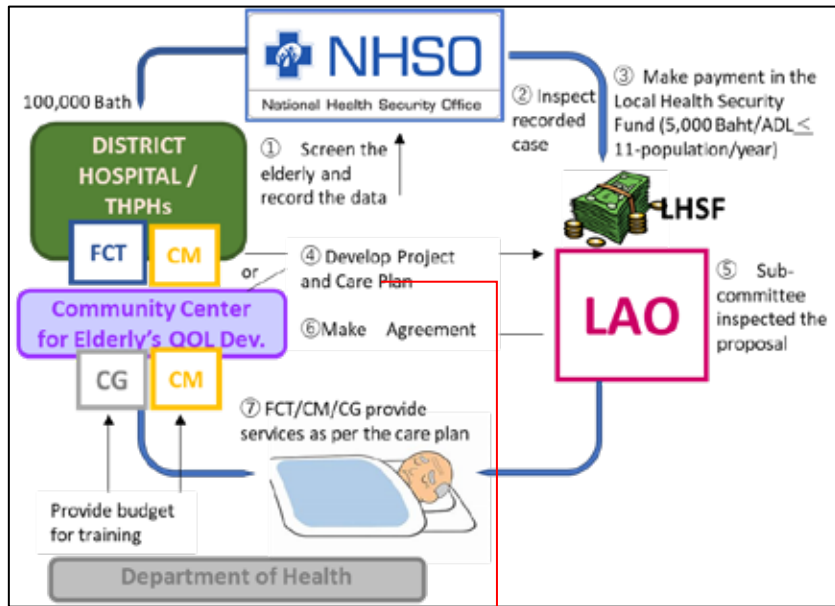 NHSO
National Health Security Office
100,000 Bath
DISTRICT
HOSPITAL /
THPHs
FCT
CM
① Screen the
elderly and
record the data
② Inspect
recorded
case
③ Make payment in the
Local Health Security
Fund (5,000 Baht/ADL≤
11-population/year)
LHSF
or
④ Develop Project
and Care Plan
Community Center
for Elderly's QOL Dev.
CG
CM
⑥Make Agreement
LAO
⑤ Sub-
committee
inspected the
proposal
⑦ FCT/CM/CG provide
services as per the care plan
Provide budget
for training
Department of Health